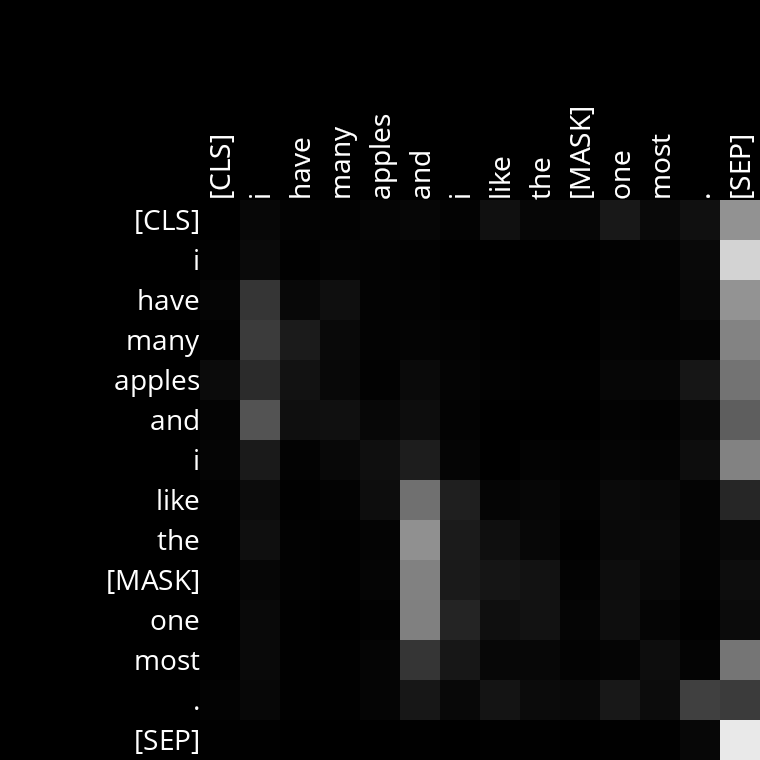 [CLS] i have many apples and i like the [MASK] one most . [SEP]
[CLS]
i
have
many
apples
and
i
like
the
[MASK]
one
most
.
[SEP]